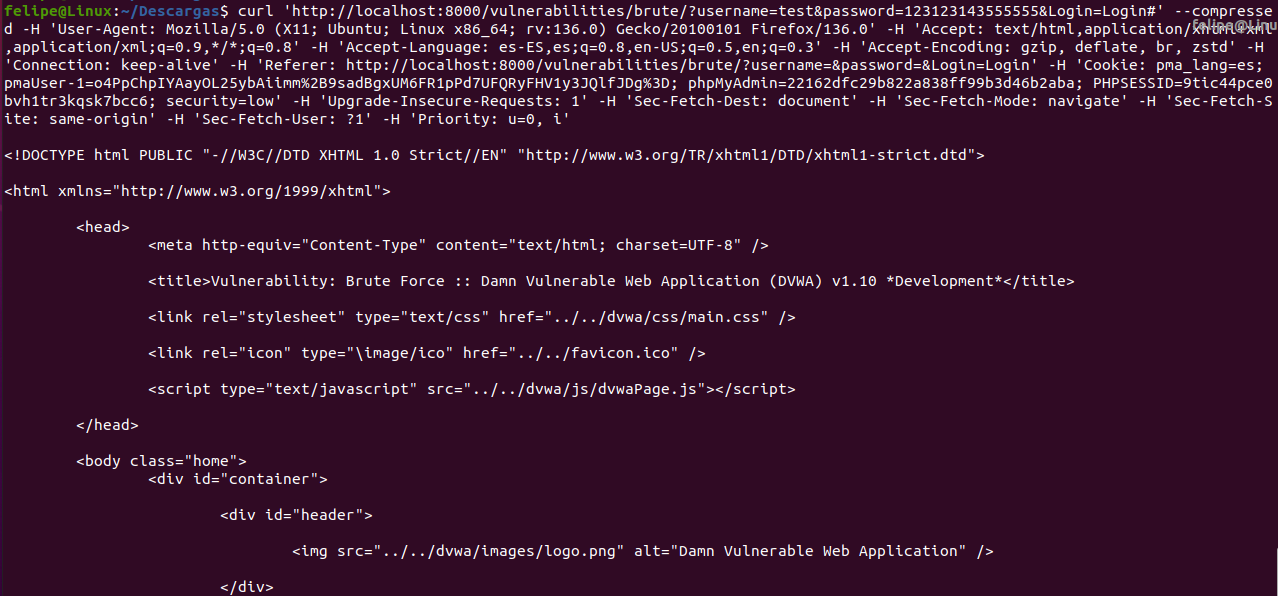 felipe@Linux:~/Descargas$ curl 'http://localhost:8000/vulnerabilities/brute/?username=test&password=123123143555555&Login=Login#' --compresse
d -H 'User-Agent: Mozilla/5.0 (X11; Ubuntu; Linux x86_64; rv:136.0) Gecko/20100101 Firefox/136.0' -H 'Accept: text/html,application/xhtml+xml
felipe@Linu
,application/xml;q=0.9,*/*;q=0.8' -H 'Accept-Language: es-ES,es;q=0.8,en-US;q=0.5,en;q=0.3' -H 'Accept-Encoding: gzip, deflate, br, zstd' -H
'Connection: keep-alive' -H 'Referer: http://localhost:8000/vulnerabilities/brute/?username=&password=&Login=Login' -H 'Cookie: pma_lang=es;
pmaUser-1=o4PpChpIYAayOL25ybAiimm%2B9sadBgxUM6FR1pPd7UFQRyFHV1y3JQlfJDg%3D; phpMyAdmin=22162dfc29b822a838ff99b3d46b2aba; PHPSESSID=9tic44pce0
bvh1tr3kqsk7bcc6; security=low' -H 'Upgrade-Insecure-Requests: 1' -H 'Sec-Fetch-Dest: document' -H 'Sec-Fetch-Mode: navigate' -H 'Sec-Fetch-S
ite: same-origin' -H 'Sec-Fetch-User: ?1' -H 'Priority: u=0, i'
<!DOCTYPE html PUBLIC "-//W3C//DTD XHTML 1.0 Strict//EN" "http://www.w3.org/TR/xhtml1/DTD/xhtml1-strict.dtd">
<html xmlns="http://www.w3.org/1999/xhtml">
<head>
<meta http-equiv="Content-Type" content="text/html; charset=UTF-8" />
<title>Vulnerability: Brute Force :: Damn Vulnerable Web Application (DVWA) v1.10 *Development*</title>
<link rel="stylesheet" type="text/css" href="../../dvwa/css/main.css" />
<link rel="icon" type="\image/ico" href="../../favicon.ico" />
<script type="text/javascript" src="../../dvwa/js/dvwaPage.js"></script>
</head>
<body class="home">
<div id="container">
<div id="header">
<img src="../../dvwa/images/logo.png" alt="Damn Vulnerable Web Application" />
</div>